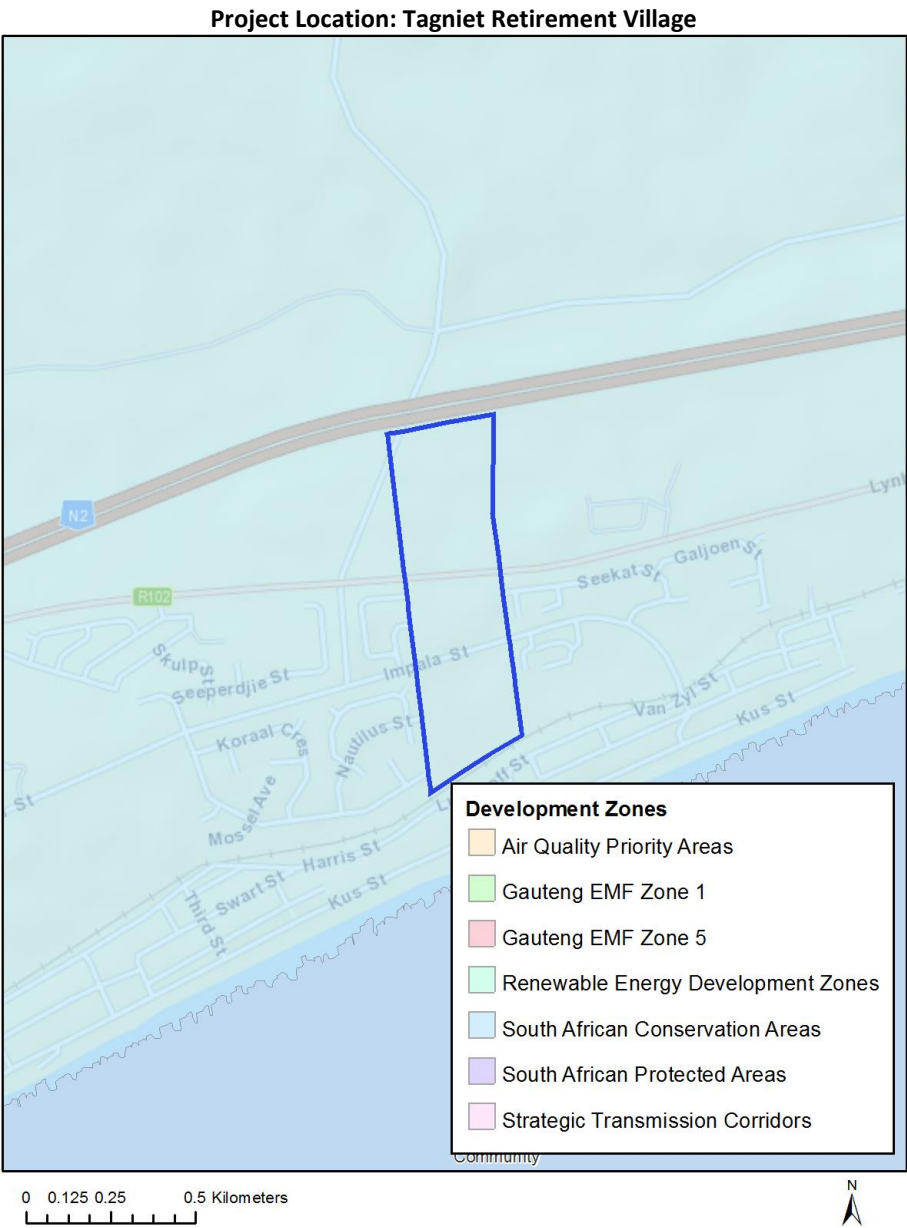 Project Location: Tagniet Retirement Village
N2
Lynl
R102
Seekat St
Galjoen St
Skulp St
Seeperdjie St
Impala St
Koraal Cres
Nautilus St
Van Zyl St
Kus St
St
Mossel Ave
Harris St
Swart St
Kus St
Third St
Development Zones
Air Quality Priority Areas
Gauteng EMF Zone 1
Gauteng EMF Zone 5
Renewable Energy Development Zones
South African Conservation Areas
South African Protected Areas
Strategic Transmission Corridors
Community
0 0.125 0.25 0.5 Kilometers
N